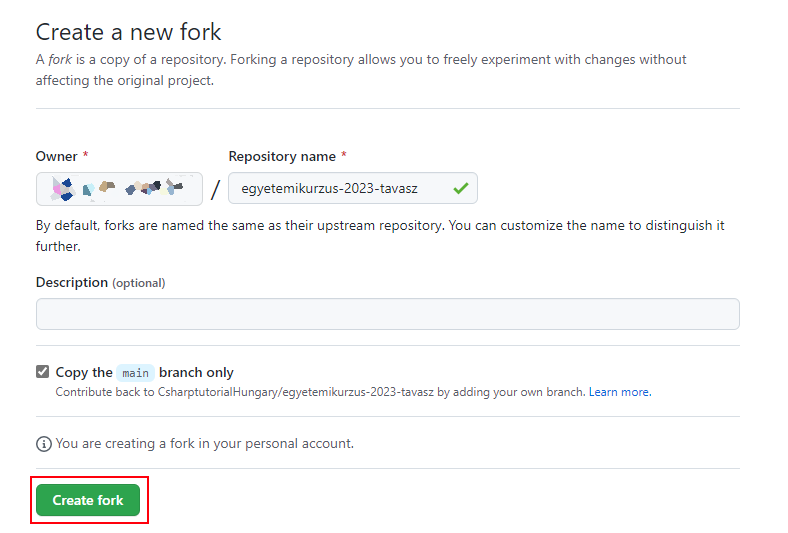 Create a new fork
A fork is a copy of a repository. Forking a repository allows you to freely experiment with changes without
affecting the original project.
Owner * Repository name *
/ egyetemikurzus-2023-tavasz
By default, forks are named the same as their upstream repository. You can customize the name to distinguish it
further.
Description (optional)
Copy the main branch only
Contribute back to CsharptutorialHungary/egyetemikurzus-2023-tavasz by adding your own branch. Learn more.
You are creating a fork in your personal account.
Create fork